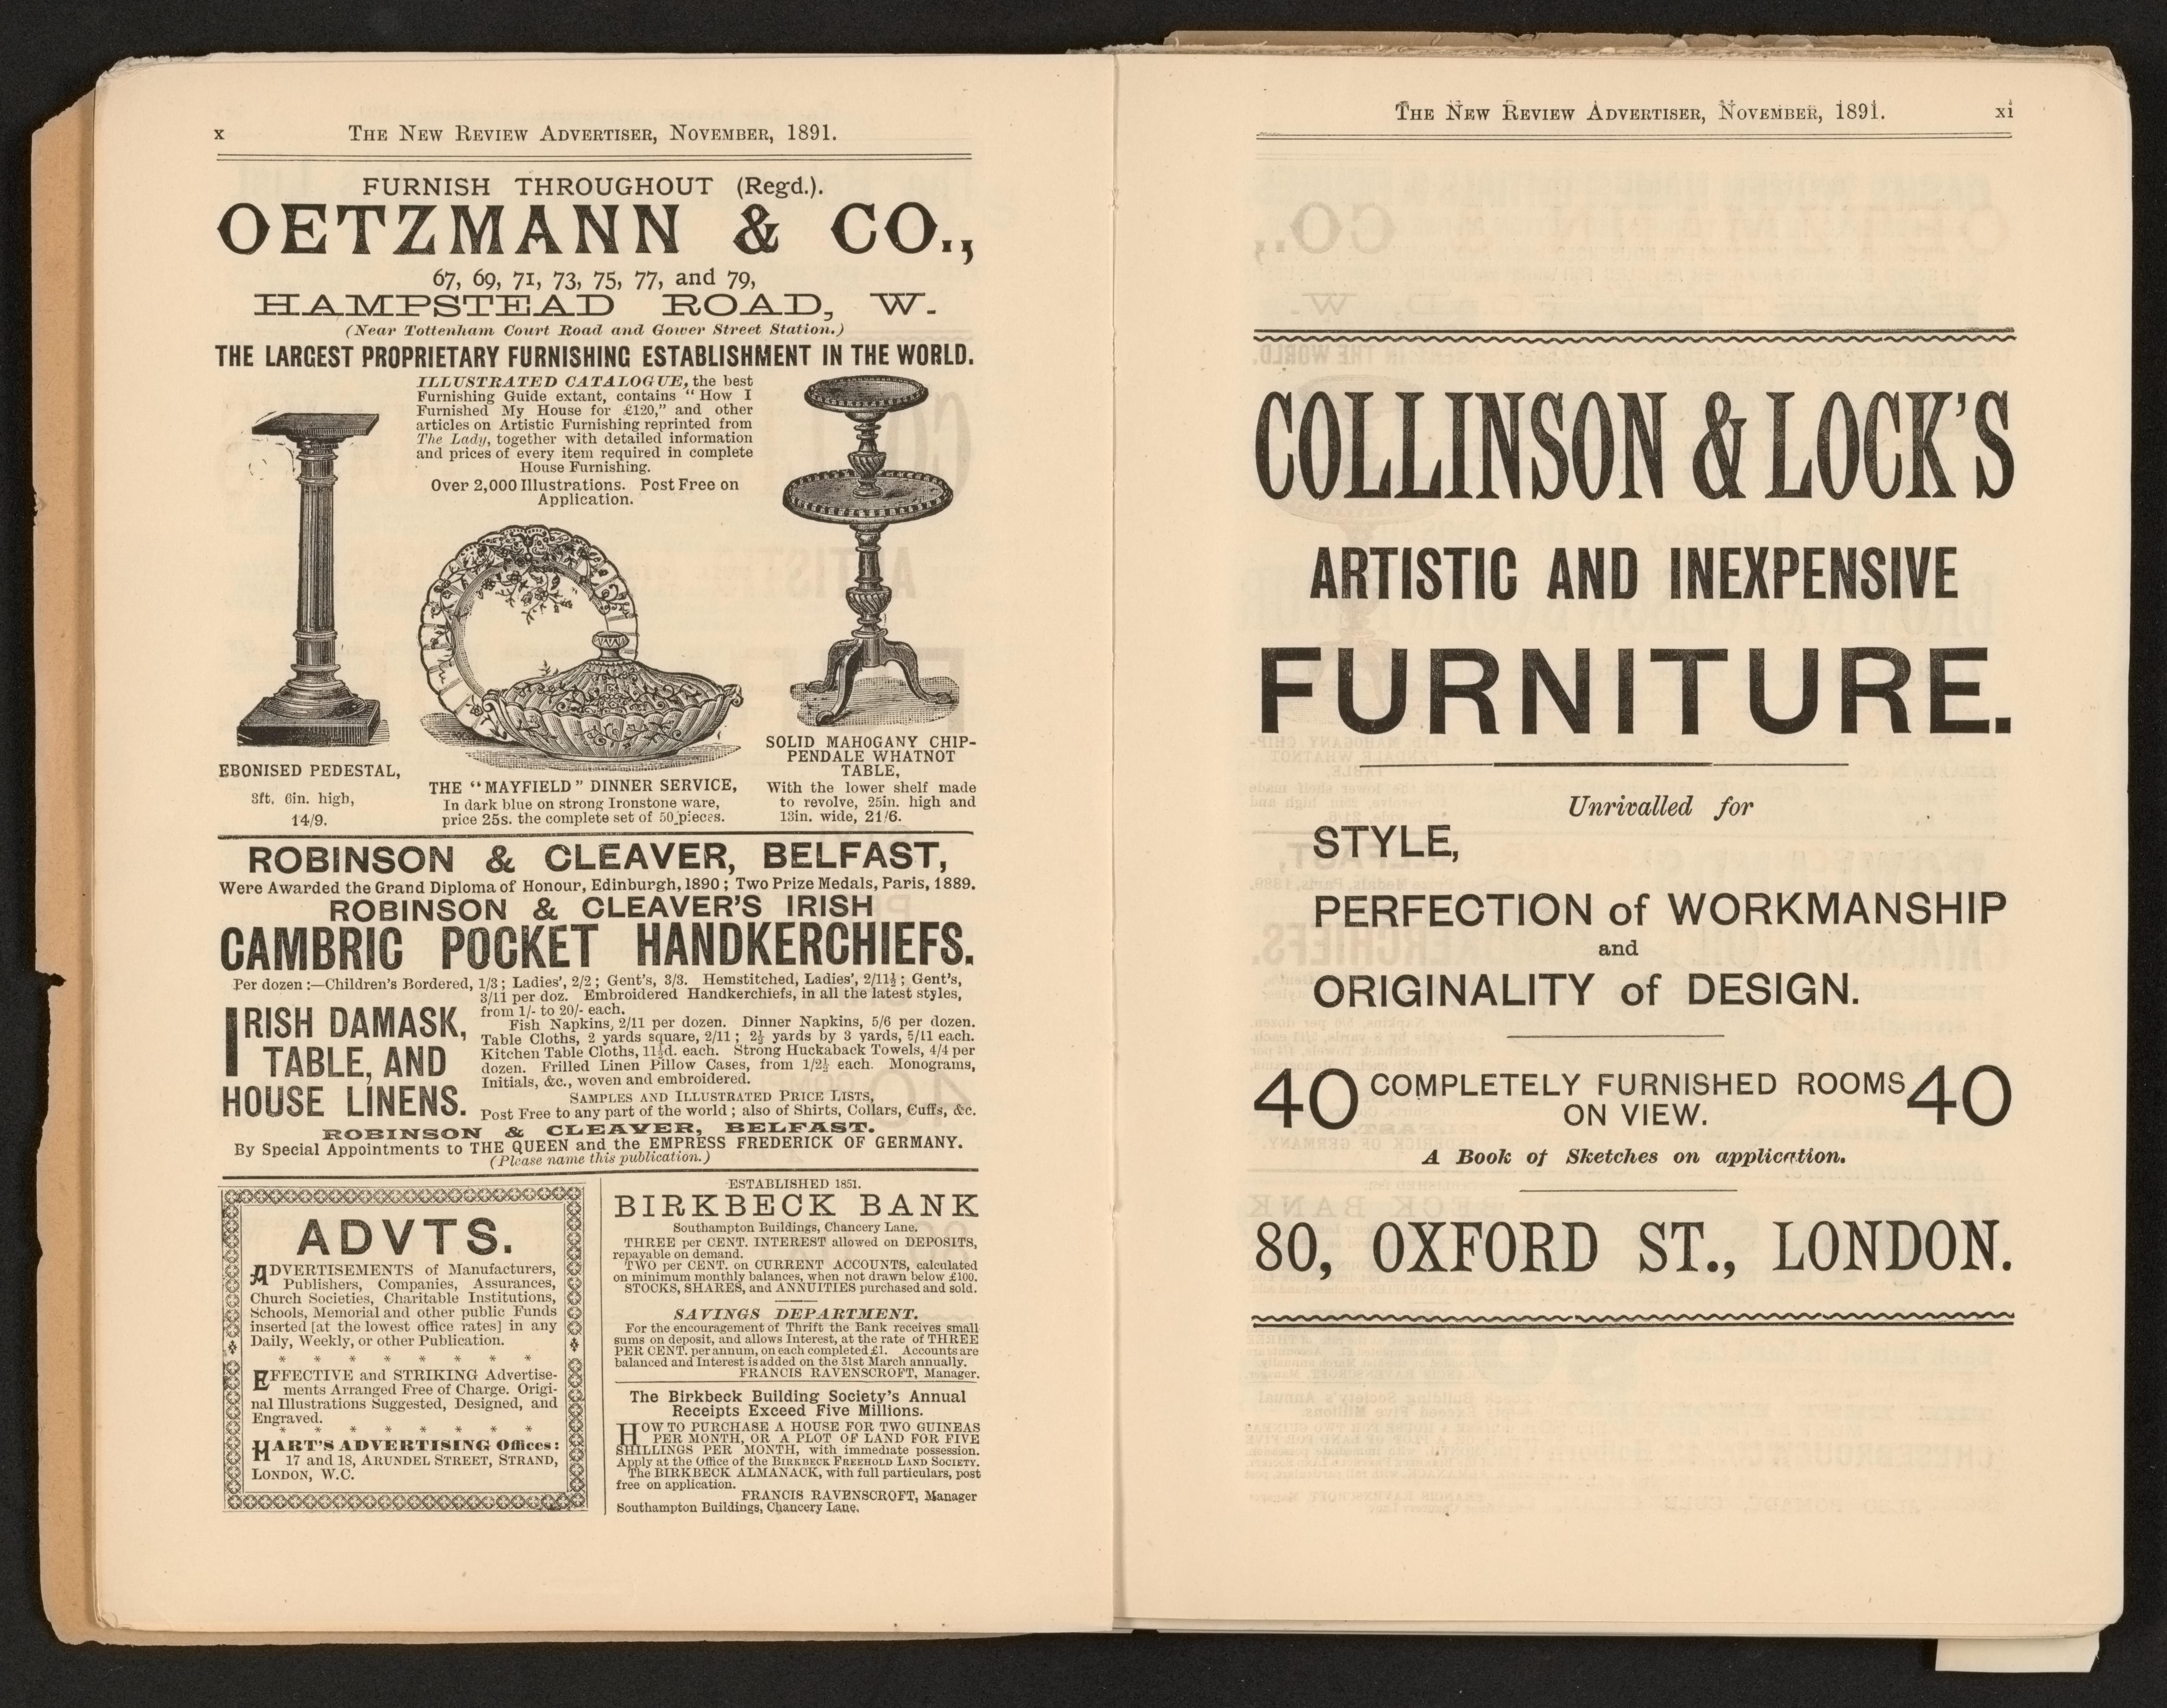 x THE NEW REVIEW ADVERTISER, NOVEMBER, 1891.
FURNISH THROUGHOUT (Regd.).
OETZMANN & CO.,
67, 69, 71, 73, 75, 77, and 79,
HAMPSTEAD ROAD, W.
(Near Tottenham Court Road and Gower Street Station.)
THE LARGEST PROPRIETARY FURNISHING ESTABLISHMENT IN THE WORLD.
ILLUSTRATED CATALOGUE, the best
Furnishing Guide extant, contains "How I
Furnished My House for £120," and other
articles on Artistic Furnishing reprinted from
The Lady, together with detailed information
and prices of every item required in complete
House Furnishing.
Over 2,000 Illustrations. Post Free on
Application.
EBONISED PEDESTAL,
3ft. 6in. high,
14/9.
THE "MAYFIELD" DINNER SERVICE,
In dark blue on strong Ironstone ware,
price 25s. the complete set of 50 pieces.
SOLID MAHOGANY CHIP-
PENDALE WHATNOT
TABLE,
With the lower shelf made
to revolve, 25in. high and
13in. wide, 21/6.
ROBINSON & CLEAVER, BELFAST,
Were Awarded the Grand Diploma of Honour, Edinburgh, 1890; Two Prize Medals, Paris, 1889.
ROBINSON & CLEAVER'S IRISH
CAMBRIC POCKET HANDKERCHIEFS.
Per dozen:—Children's Bordered, 1/3; Ladies', 2/2; Gent's, 3/3. Hemstitched, Ladies', 2/11½; Gent's,
3/11 per doz. Embroidered Handkerchiefs, in all the latest styles,
from 1/- to 20/- each.
IRISH DAMASK,
TABLE, AND
HOUSE LINENS.
Fish Napkins, 2/11 per dozen. Dinner Napkins, 5/6 per dozen.
Table Cloths, 2 yards square, 2/11; 2½ yards by 3 yards, 5/11 each.
Kitchen Table Cloths, 11½d. each. Strong Huckaback Towels, 4/4 per
dozen. Frilled Linen Pillow Cases, from 1/2½ each. Monograms,
Initials, &c., woven and embroidered.
SAMPLES AND ILLUSTRATED PRICE LISTS,
Post Free to any part of the world; also of Shirts, Collars, Cuffs, &c.
ROBINSON & CLEAVER, BELFAST.
By Special Appointments to THE QUEEN and the EMPRESS FREDERICK OF GERMANY.
(Please name this publication.)
ADVTS.
ADVERTISEMENTS of Manufacturers,
Publishers, Companies, Assurances,
Church Societies, Charitable Institutions,
Schools, Memorial and other public Funds
inserted [at the lowest office rates] in any
Daily, Weekly, or other Publication.
* * * * * * * *
EFFECTIVE and STRIKING Advertise-
ments Arranged Free of Charge. Origi-
nal Illustrations Suggested, Designed, and
Engraved.
* * * * * * * *
HART'S ADVERTISING Offices:
17 and 18, ARUNDEL STREET, STRAND,
LONDON, W.C.
ESTABLISHED 1851.
BIRKBECK BANK
Southampton Buildings, Chancery Lane.
THREE per CENT. INTEREST allowed on DEPOSITS,
repayable on demand.
TWO per CENT. on CURRENT ACCOUNTS, calculated
on minimum monthly balances, when not drawn below £100.
STOCKS, SHARES, and ANNUITIES purchased and sold.
SAVINGS DEPARTMENT.
For the encouragement of Thrift the Bank receives small
sums on deposit, and allows Interest, at the rate of THREE
PER CENT. per annum, on each completed £1. Accounts are
balanced and Interest is added on the 31st March annually.
FRANCIS RAVENSCROFT, Manager.
The Birkbeck Building Society's Annual
Receipts Exceed Five Millions.
HOW TO PURCHASE A HOUSE FOR TWO GUINEAS
PER MONTH, OR A PLOT OF LAND FOR FIVE
SHILLINGS PER MONTH, with immediate possession.
Apply at the Office of the BIRKBECK FREEHOLD LAND SOCIETY.
The BIRKBECK ALMANACK, with full particulars, post
free on application.
FRANCIS RAVENSCROFT, Manager
Southampton Buildings, Chancery Lane.
THE NEW REVIEW ADVERTISER, NOVEMBER, 1891. xi
COLLINSON & LOCK'S
ARTISTIC AND INEXPENSIVE
FURNITURE.
Unrivalled for
STYLE,
PERFECTION of WORKMANSHIP
and
ORIGINALITY of DESIGN.
40 COMPLETELY FURNISHED ROOMS 40
ON VIEW.
A Book of Sketches on application.
80, OXFORD ST., LONDON.